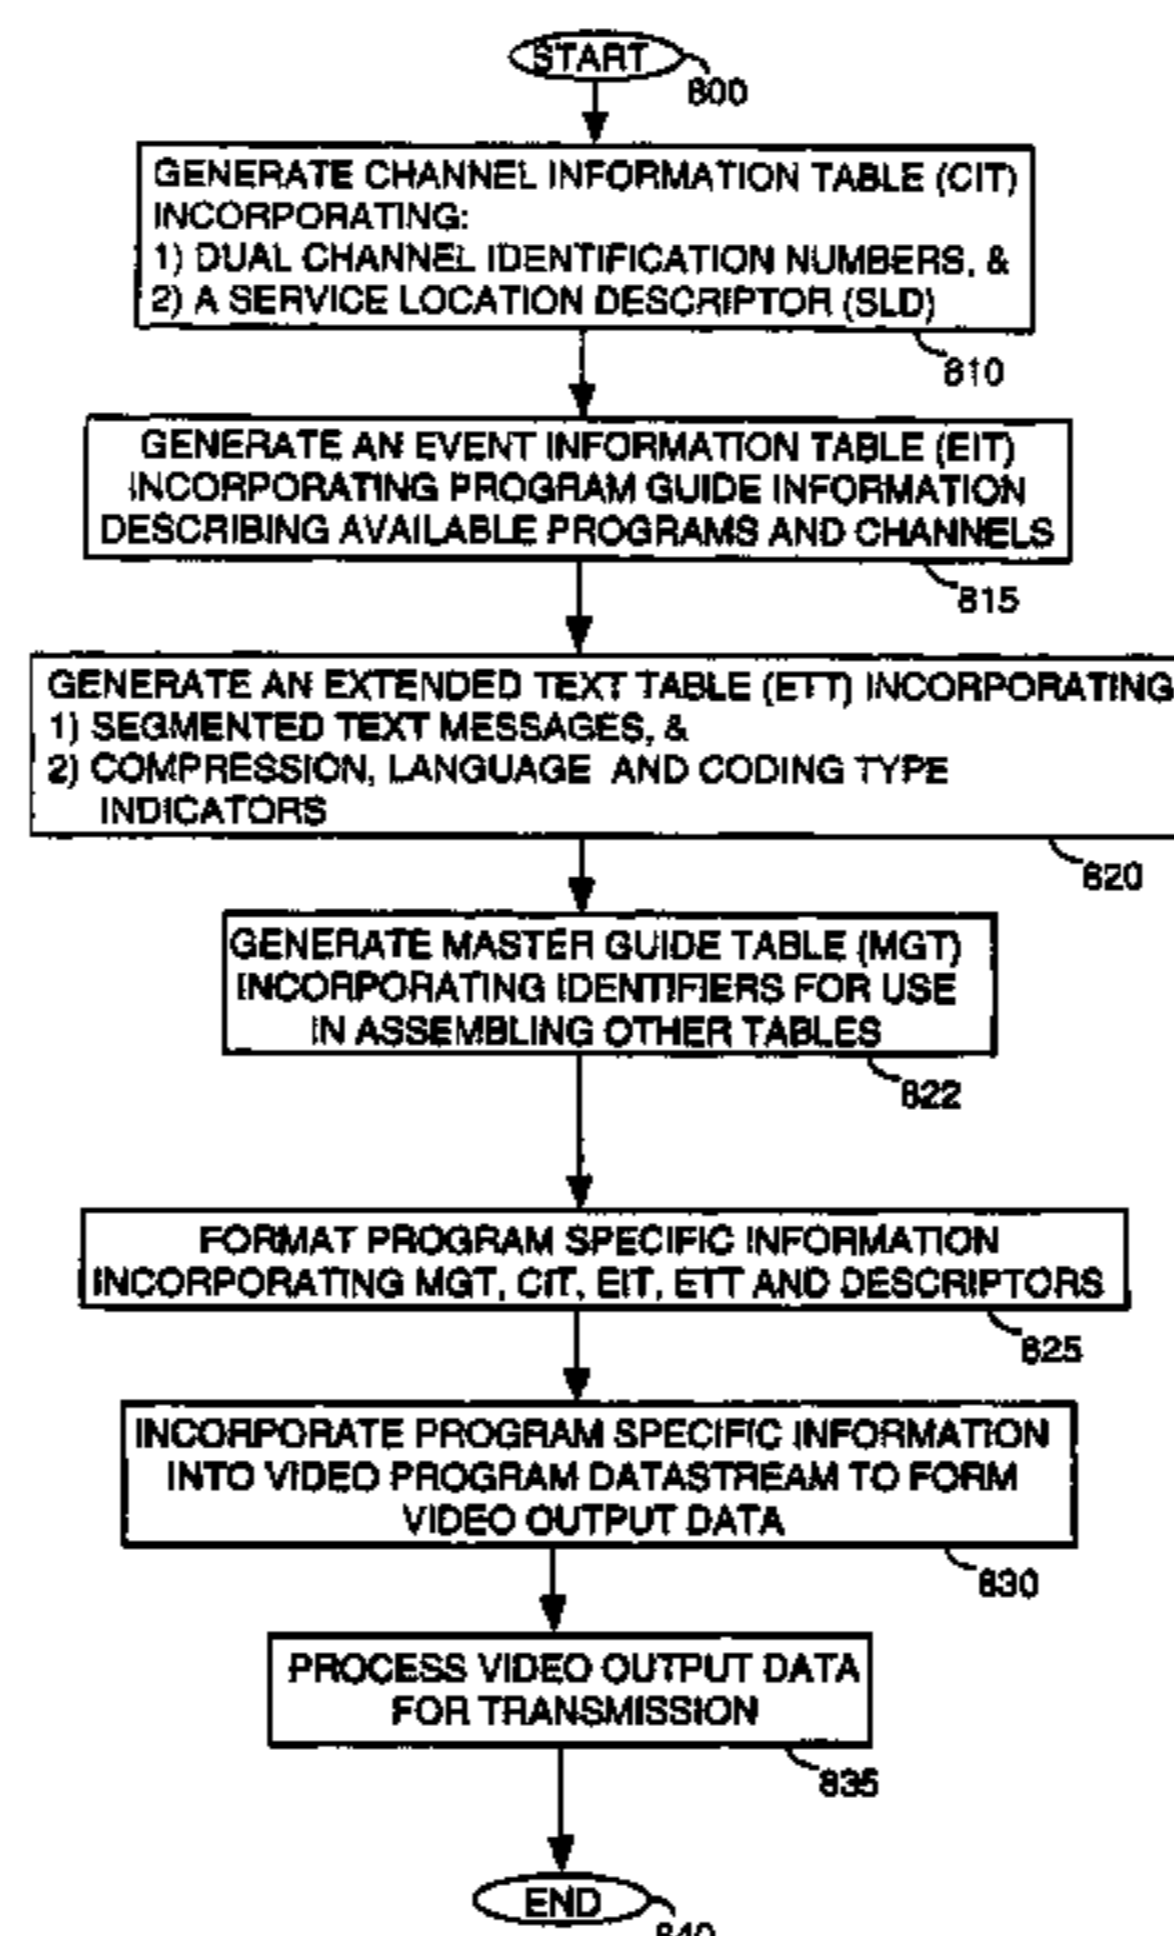 START
800
GENERATE CHANNEL INFORMATION TABLE (CIT)
INCORPORATING:
1) DUAL CHANNEL IDENTIFICATION NUMBERS, &
2) A SERVICE LOCATION DESCRIPTOR (SLD)
810
GENERATE AN EVENT INFORMATION TABLE (EIT)
INCORPORATING PROGRAM GUIDE INFORMATION
DESCRIBING AVAILABLE PROGRAMS AND CHANNELS
815
GENERATE AN EXTENDED TEXT TABLE (ETT) INCORPORATING
1) SEGMENTED TEXT MESSAGES, &
2) COMPRESSION, LANGUAGE AND CODING TYPE
INDICATORS
820
GENERATE MASTER GUIDE TABLE (MGT)
INCORPORATING IDENTIFIERS FOR USE
IN ASSEMBLING OTHER TABLES
822
FORMAT PROGRAM SPECIFIC INFORMATION
INCORPORATING MGT, CIT, EIT, ETT AND DESCRIPTORS
825
INCORPORATE PROGRAM SPECIFIC INFORMATION
INTO VIDEO PROGRAM DATASTREAM TO FORM
VIDEO OUTPUT DATA
830
PROCESS VIDEO OUTPUT DATA
FOR TRANSMISSION
835
END
840